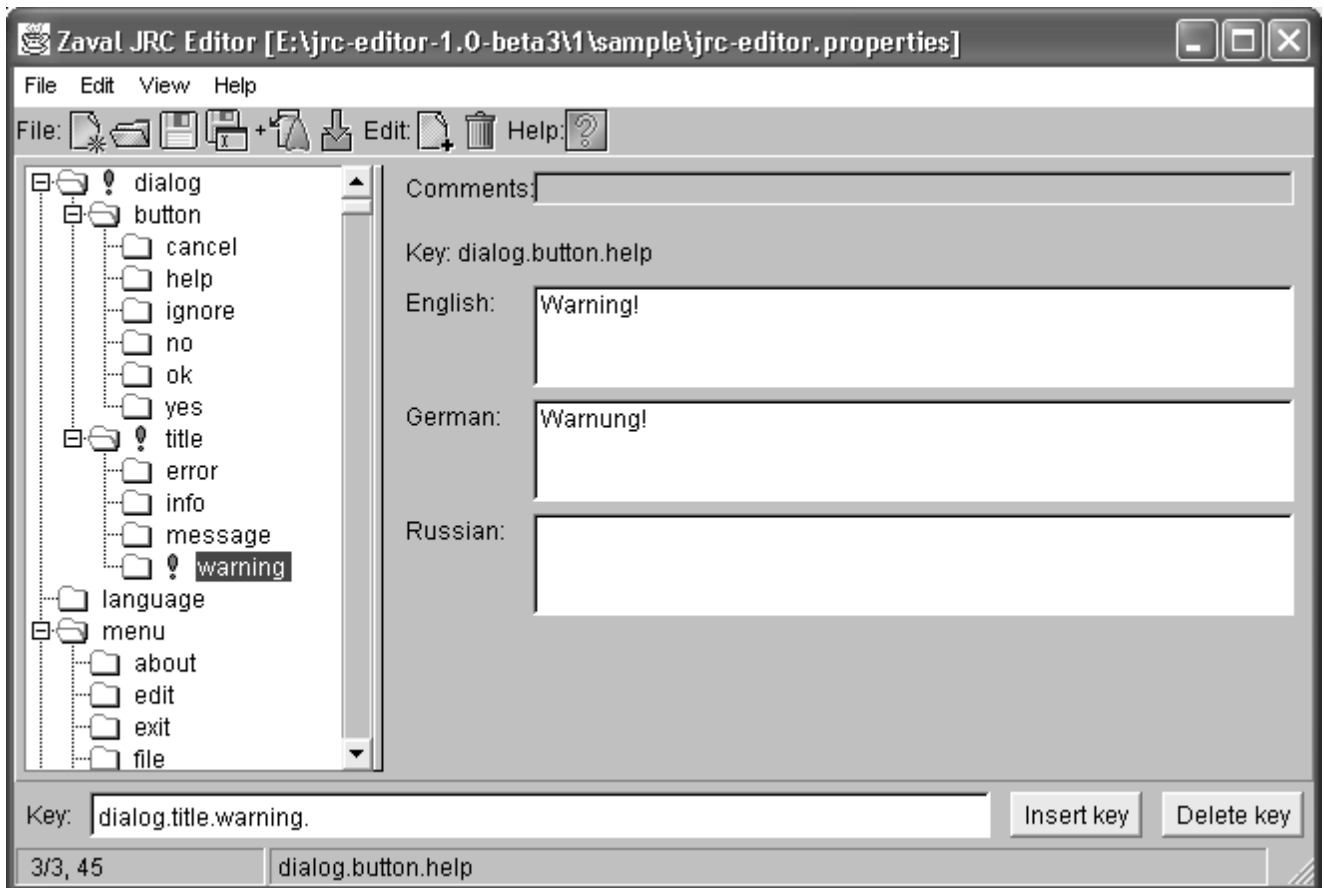 Zaval JRC Editor [E:\jrc-editor-1.0-beta3\1\sample\jrc-editor.properties]
File Edit View Help
File: Edit: Help:
dialog
button
cancel
help
ignore
no
ok
yes
title
error
info
message
warning
language
menu
about
edit
exit
file
Comments:
Key: dialog.button.help
English: Warning!
German: Warnung!
Russian:
Key: dialog.title.warning. Insert key Delete key
3/3, 45 dialog.button.help